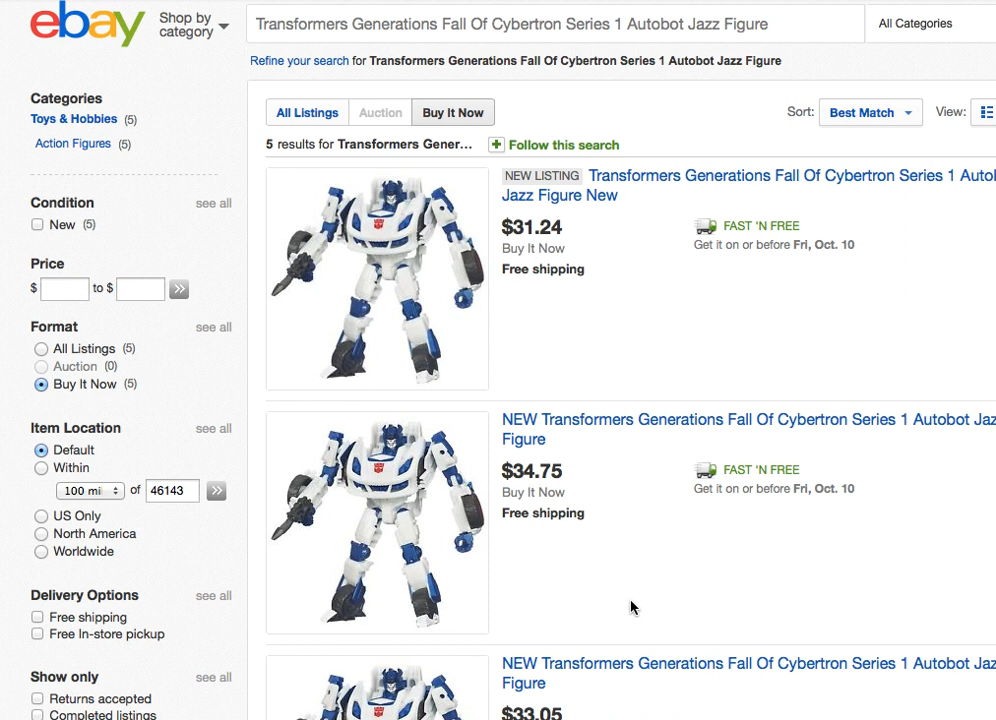 ebay
Shop by
category
Transformers Generations Fall Of Cybertron Series 1 Autobot Jazz Figure
All Categories
Refine your search for Transformers Generations Fall Of Cybertron Series 1 Autobot Jazz Figure
Categories
Toys & Hobbies (5)
Action Figures (5)
Condition see all
New (5)
Price
$ to $
Format see all
All Listings (5)
Auction (0)
Buy It Now (5)
Item Location see all
Default
Within
100 mi of 46143
US Only
North America
Worldwide
Delivery Options see all
Free shipping
Free In-store pickup
Show only see all
Returns accepted
Completed listings
All Listings Auction Buy It Now
Sort: Best Match View:
5 results for Transformers Gener... Follow this search
NEW LISTING Transformers Generations Fall Of Cybertron Series 1 Autol
Jazz Figure New
$31.24
Buy It Now
Free shipping
FAST 'N FREE
Get it on or before Fri, Oct. 10
NEW Transformers Generations Fall Of Cybertron Series 1 Autobot Jaz
Figure
$34.75
Buy It Now
Free shipping
FAST 'N FREE
Get it on or before Fri, Oct. 10
NEW Transformers Generations Fall Of Cybertron Series 1 Autobot Jaz
Figure
$33.05